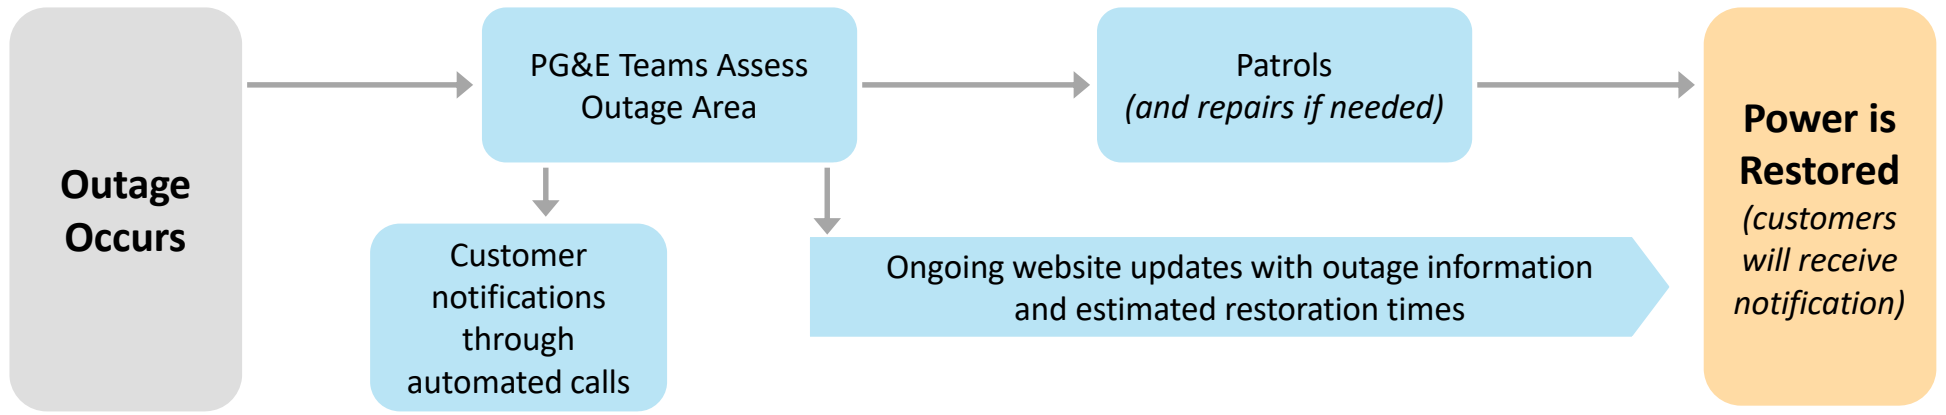 Outage
Occurs
PG&E Teams Assess
Outage Area
Customer
notifications
through
automated calls
Patrols
(and repairs if needed)
Ongoing website updates with outage information
and estimated restoration times
Power is
Restored
(customers
will receive
notification)